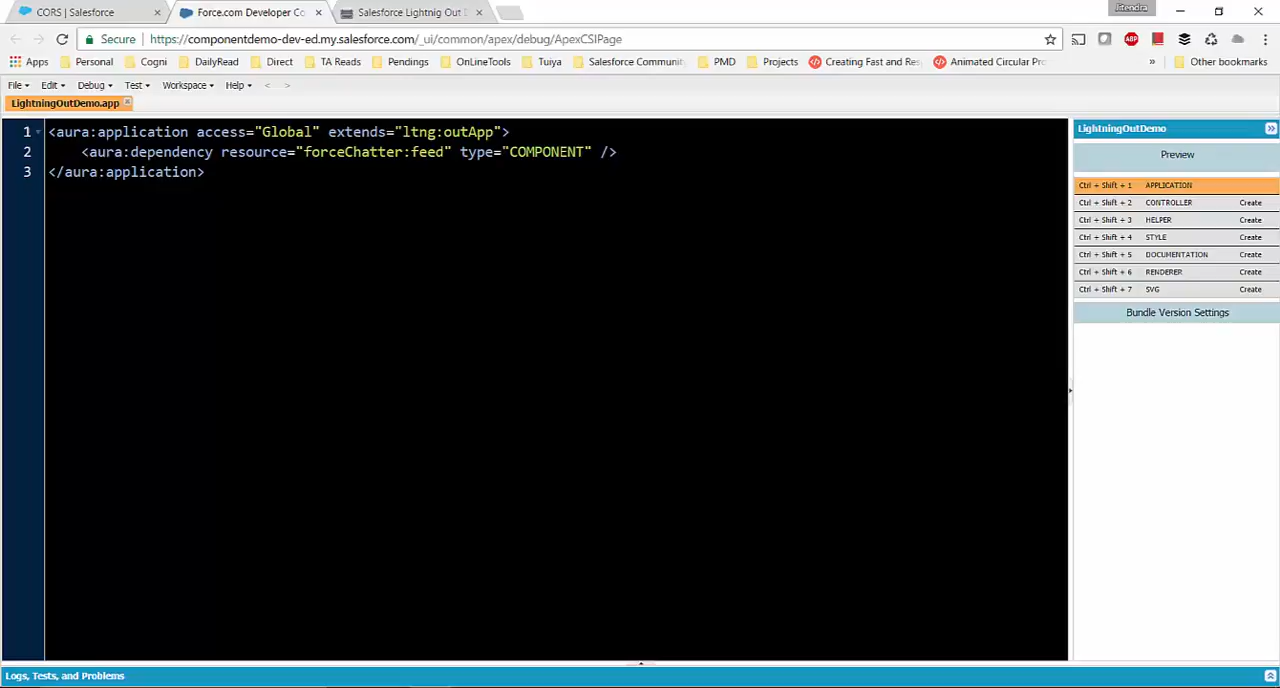 CORS | Salesforce
Force.com Developer Co
Salesforce Lightnig Out D
Jitendra
Secure
https://componentdemo-dev-ed.my.salesforce.com/_ui/common/apex/debug/ApexCSIPage
Apps Personal Cogni DailyRead Direct TA Reads Pendings OnLineTools Tuiya Salesforce Communit PMD Projects Creating Fast and Res Animated Circular Pro » Other bookmarks
File Edit Debug Test Workspace Help < >
LightningOutDemo.app
1 <aura:application access="Global" extends="ltng:outApp">
2 <aura:dependency resource="forceChatter:feed" type="COMPONENT" />
3 </aura:application>
LightningOutDemo
Preview
Ctrl + Shift + 1 APPLICATION
Ctrl + Shift + 2 CONTROLLER Create
Ctrl + Shift + 3 HELPER Create
Ctrl + Shift + 4 STYLE Create
Ctrl + Shift + 5 DOCUMENTATION Create
Ctrl + Shift + 6 RENDERER Create
Ctrl + Shift + 7 SVG Create
Bundle Version Settings
Logs, Tests, and Problems